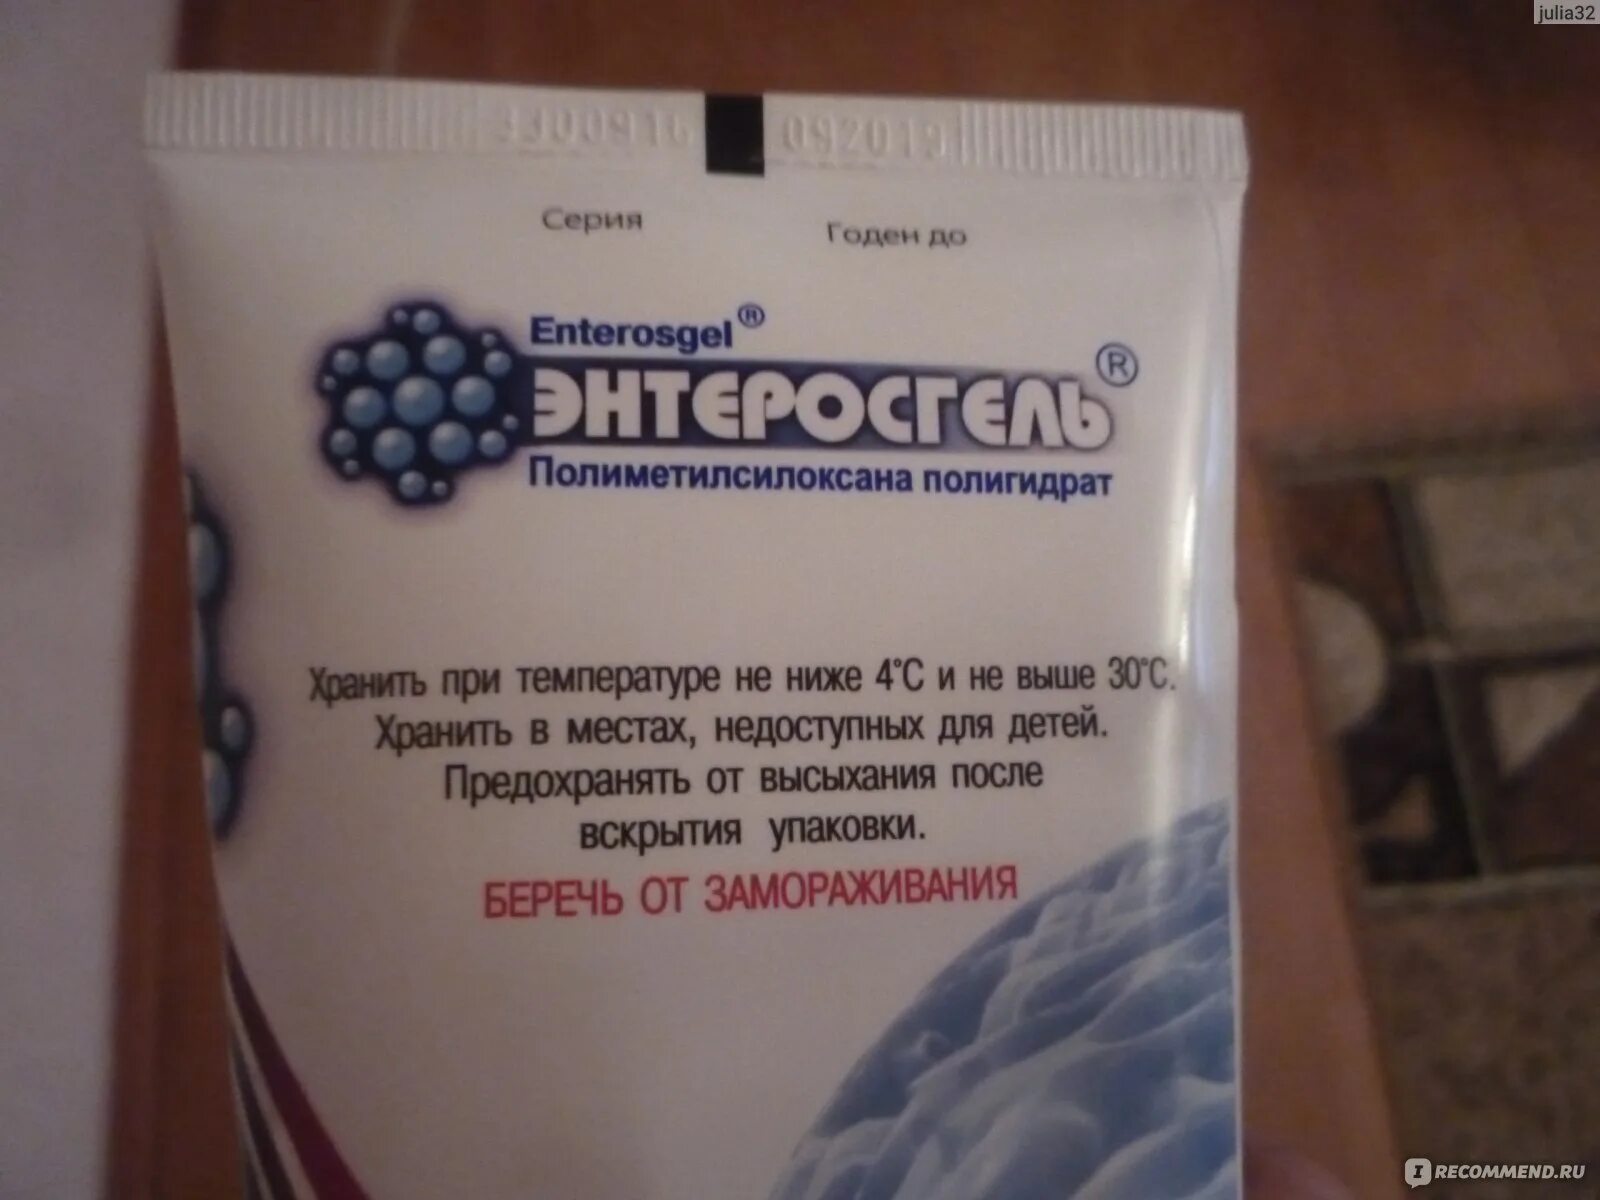 julia32
3300916 092019
Серия Годен до
Enterosgel®
ЭНТЕРОСГЕЛЬ®
Полиметилсилоксана полигидрат
Хранить при температуре не ниже 4°С и не выше 30°С.
Хранить в местах, недоступных для детей.
Предохранять от высыхания после
вскрытия упаковки.
БЕРЕЧЬ ОТ ЗАМОРАЖИВАНИЯ
IRECOMMEND.RU